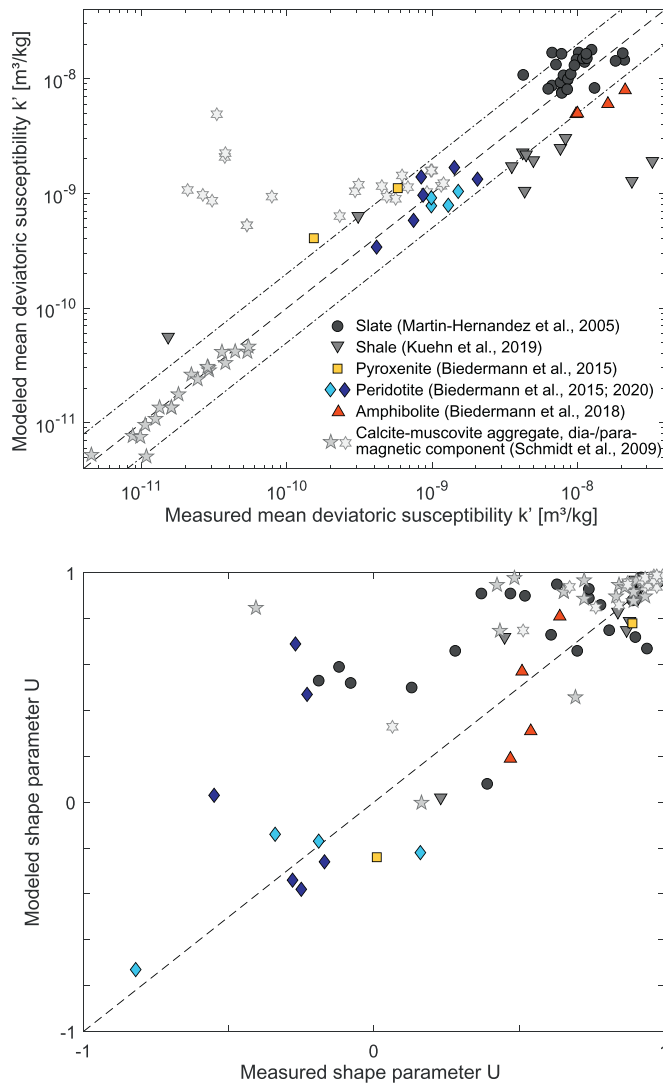 Modeled mean deviatoric susceptibility k' [m³/kg]
10⁻⁸
10⁻⁹
10⁻¹⁰
10⁻¹¹
Slate (Martin-Hernandez et al., 2005)
Shale (Kuehn et al., 2019)
Pyroxenite (Biedermann et al., 2015)
Peridotite (Biedermann et al., 2015; 2020)
Amphibolite (Biedermann et al., 2018)
Calcite-muscovite aggregate, dia-/para-
magnetic component (Schmidt et al., 2009)
10⁻¹¹ 10⁻¹⁰ 10⁻⁹ 10⁻⁸
Measured mean deviatoric susceptibility k' [m³/kg]
Modeled shape parameter U
1
0
-1
-1 0
Measured shape parameter U